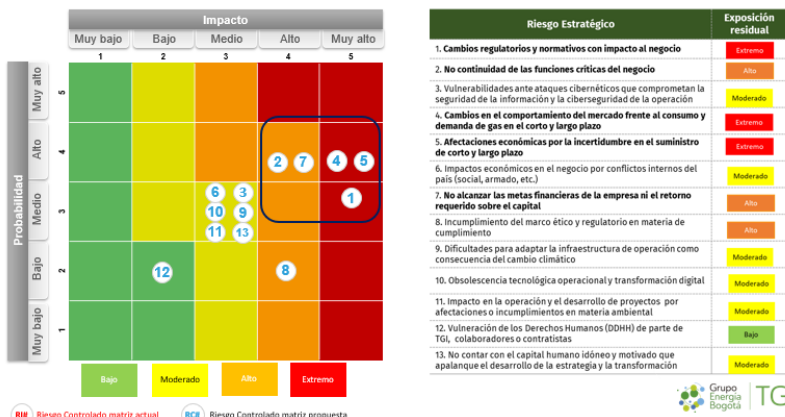 Impacto
Muy bajo
Bajo
Medio
Alto
Muy alto
1
2
3
4
5
Probabilidad
Muy alto
5
Alto
4
2
7
4
5
Medio
3
6
3
10
9
11
13
1
Bajo
2
12
8
Muy bajo
1
Bajo
Moderado
Alto
Extremo
RI# Riesgo Controlado matriz actual
RC# Riesgo Controlado matriz propuesta
Riesgo Estratégico
Exposición
residual
1. Cambios regulatorios y normativos con impacto al negocio
Extremo
2. No continuidad de las funciones críticas del negocio
Alto
3. Vulnerabilidades ante ataques cibernéticos que comprometan la
seguridad de la información y la ciberseguridad de la operación
Moderado
4. Cambios en el comportamiento del mercado frente al consumo y
demanda de gas en el corto y largo plazo
Extremo
5. Afectaciones económicas por la incertidumbre en el suministro
de corto y largo plazo
Extremo
6. Impactos económicos en el negocio por conflictos internos del
país (social, armado, etc.)
Moderado
7. No alcanzar las metas financieras de la empresa ni el retorno
requerido sobre el capital
Alto
8. Incumplimiento del marco ético y regulatorio en materia de
cumplimiento
Alto
9. Dificultades para adaptar la infraestructura de operación como
consecuencia del cambio climático
Moderado
10. Obsolescencia tecnológica operacional y transformación digital
Moderado
11. Impacto en la operación y el desarrollo de proyectos por
afectaciones o incumplimientos en materia ambiental
Moderado
12. Vulneración de los Derechos Humanos (DDHH) de parte de
TGI, colaboradores o contratistas
Bajo
13. No contar con el capital humano idóneo y motivado que
apalanque el desarrollo de la estrategia y la transformación
Moderado
Grupo
Energía
Bogotá
TG